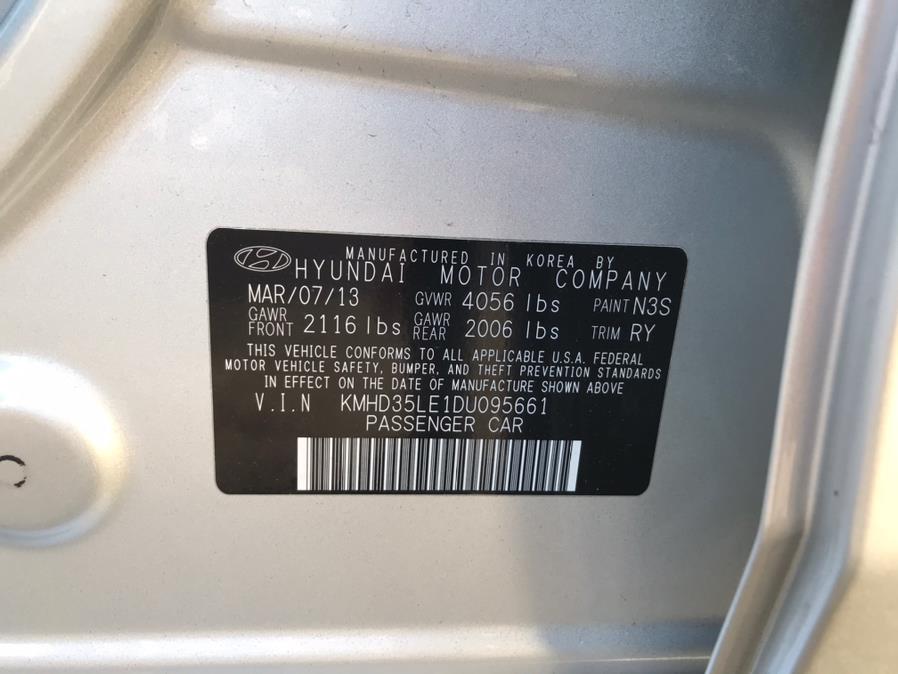 MANUFACTURED IN KOREA BY
HYUNDAI MOTOR COMPANY
MAR/07/13 GVWR 4056 lbs PAINT N3S
GAWR FRONT 2116 lbs GAWR REAR 2006 lbs TRIM RY
THIS VEHICLE CONFORMS TO ALL APPLICABLE U.S.A. FEDERAL
MOTOR VEHICLE SAFETY, BUMPER, AND THEFT PREVENTION STANDARDS
IN EFFECT ON THE DATE OF MANUFACTURE SHOWN ABOVE
V.I.N KMHD35LE1DU095661
PASSENGER CAR